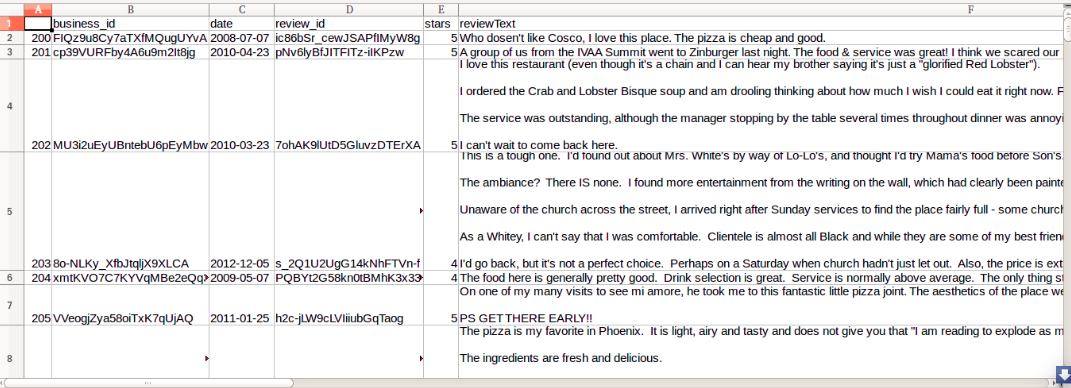 A B C D E F
1 business_id date review_id stars reviewText
2 200 FIQz9u8Cy7aTXfMQugUYvA 2008-07-07 ic86bSr_cewJSAPfIMyW8g 5 Who dosen't like Cosco, I love this place. The pizza is cheap and good.
3 201 cp39VURFby4A6u9m2It8jg 2010-04-23 pNv6lyBfJITFITz-iIKPzw 5 A group of us from the IVAA Summit went to Zinburger last night. The food & service was great! I think we scared our
I love this restaurant (even though it's a chain and I can hear my brother saying it's just a "glorified Red Lobster").
I ordered the Crab and Lobster Bisque soup and am drooling thinking about how much I wish I could eat it right now. F
4
The service was outstanding, although the manager stopping by the table several times throughout dinner was annoyi
202 MU3i2uEyUBntebU6pEyMbw 2010-03-23 7ohAK9lUtD5GluvzDTErXA 5 I can't wait to come back here.
This is a tough one. I'd found out about Mrs. White's by way of Lo-Lo's, and thought I'd try Mama's food before Son's.
The ambiance? There IS none. I found more entertainment from the writing on the wall, which had clearly been painte
5 Unaware of the church across the street, I arrived right after Sunday services to find the place fairly full - some church
As a Whitey, I can't say that I was comfortable. Clientele is almost all Black and while they are some of my best frien
203 8o-NLKy_XfbJtqljX9XLCA 2012-12-05 s_2Q1U2UgG14kNhFTVn-f 4 I'd go back, but it's not a perfect choice. Perhaps on a Saturday when church hadn't just let out. Also, the price is ext
6 204 xmtKVO7C7KYVqMBe2eQq 2009-05-07 PQBYt2G58kn0tBMhK3x33 4 The food here is generally pretty good. Drink selection is great. Service is normally above average. The only thing st
On one of my many visits to see mi amore, he took me to this fantastic little pizza joint. The aesthetics of the place we
7
205 VVeogjZya58oiTxK7qUjAQ 2011-01-25 h2c-jLW9cLVIiiubGqTaog 5 PS GET THERE EARLY!!
The pizza is my favorite in Phoenix. It is light, airy and tasty and does not give you that "I am reading to explode as m
8 The ingredients are fresh and delicious.